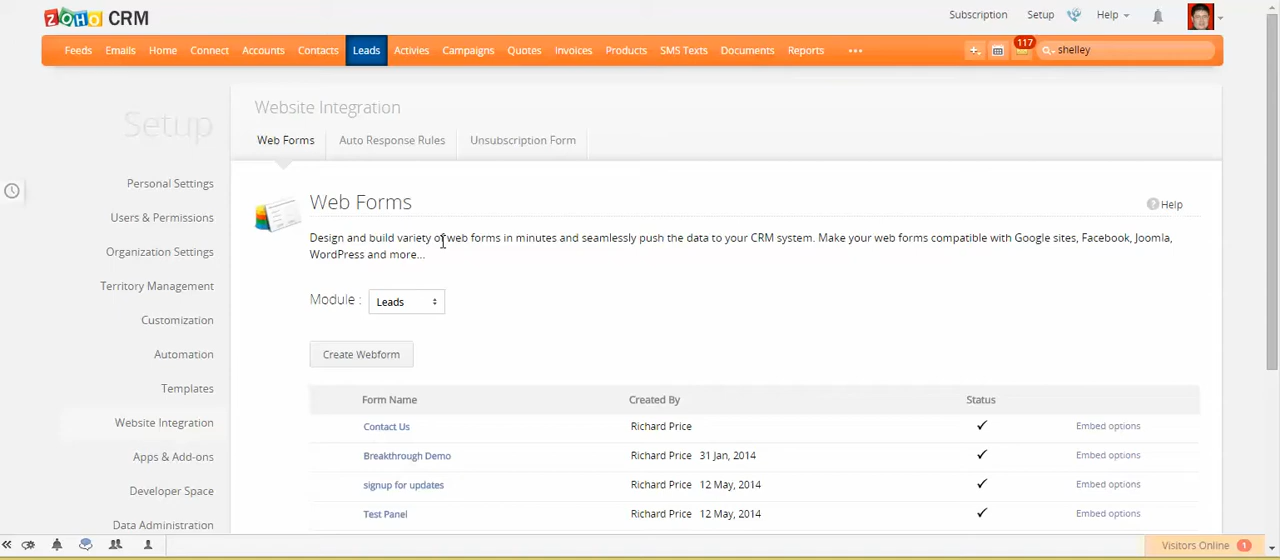 ZOHO CRM
Subscription Setup Help
Feeds Emails Home Connect Accounts Contacts Leads Activies Campaigns Quotes Invoices Products SMS Texts Documents Reports ••• 117 shelley
Setup
Personal Settings
Users & Permissions
Organization Settings
Territory Management
Customization
Automation
Templates
Website Integration
Apps & Add-ons
Developer Space
Data Administration
Website Integration
Web Forms Auto Response Rules Unsubscription Form
Web Forms
Help
Design and build variety of web forms in minutes and seamlessly push the data to your CRM system. Make your web forms compatible with Google sites, Facebook, Joomla,
WordPress and more...
Module : Leads
Create Webform
Form Name Created By Status
Contact Us Richard Price ✓ Embed options
Breakthrough Demo Richard Price 31 Jan, 2014 ✓ Embed options
signup for updates Richard Price 12 May, 2014 ✓ Embed options
Test Panel Richard Price 12 May, 2014 ✓ Embed options
Visitors Online 1